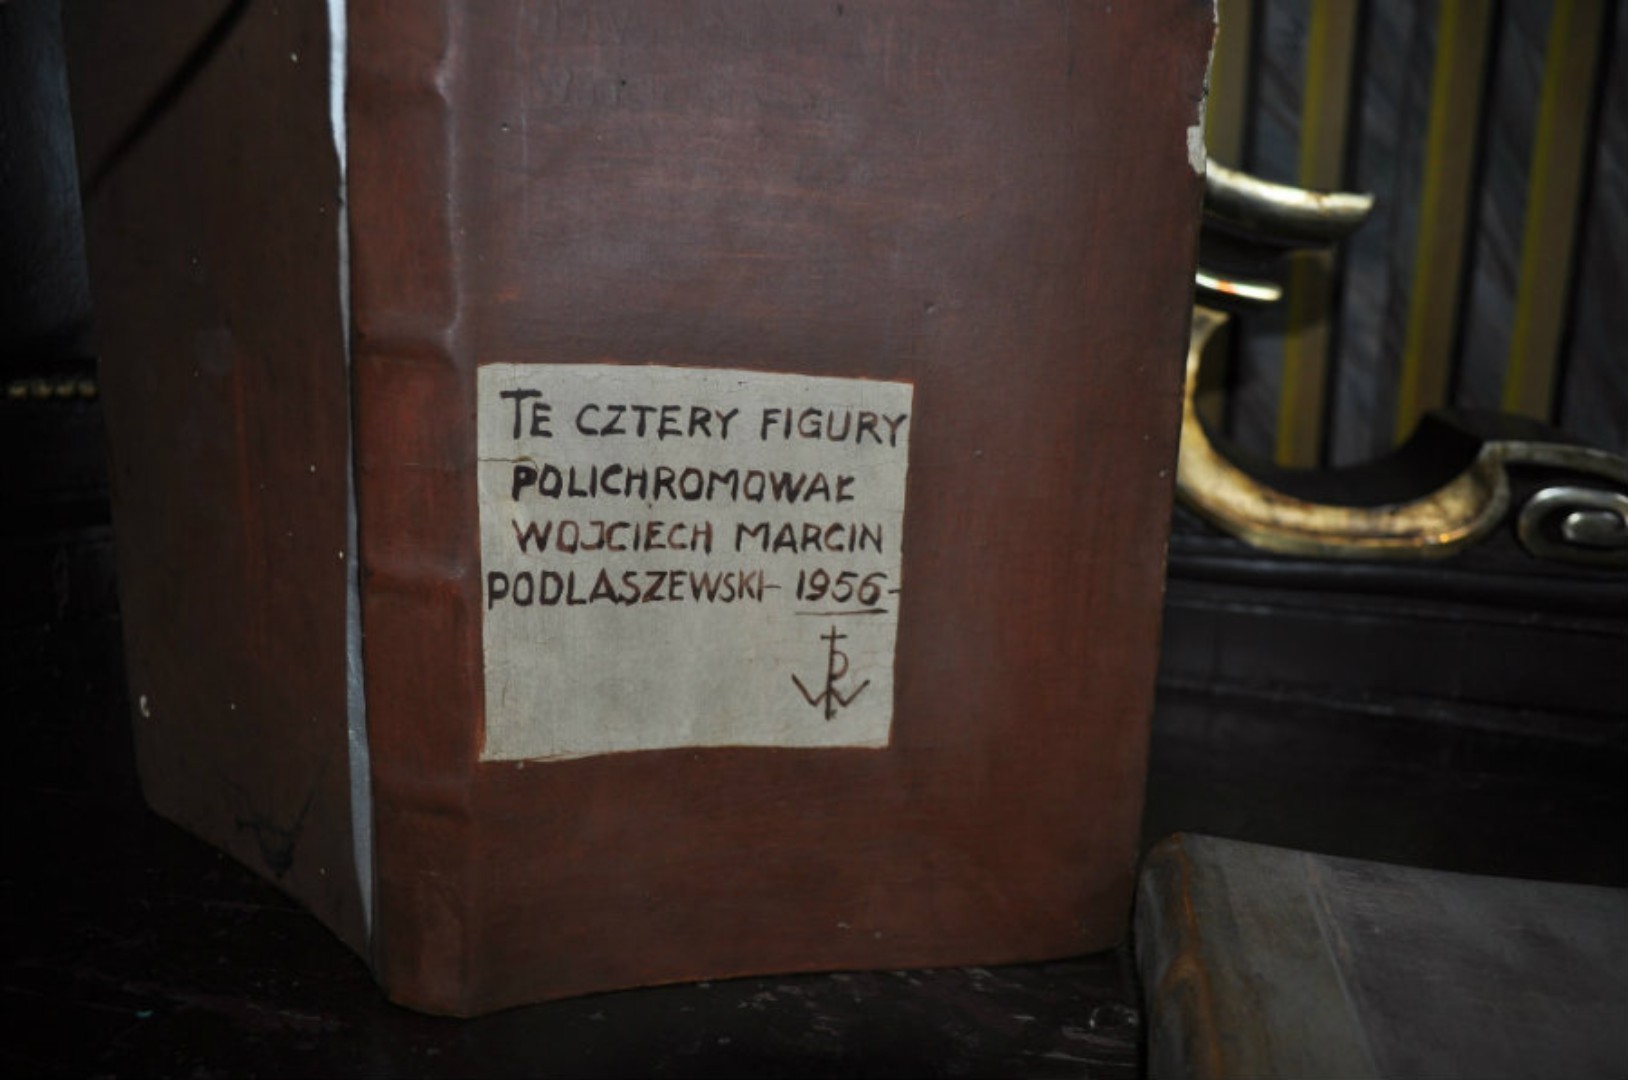 TE CZTERY FIGURY
POLICHROMOWAŁ
WOJCIECH MARCIN
PODLASZEWSKI – 1956 -